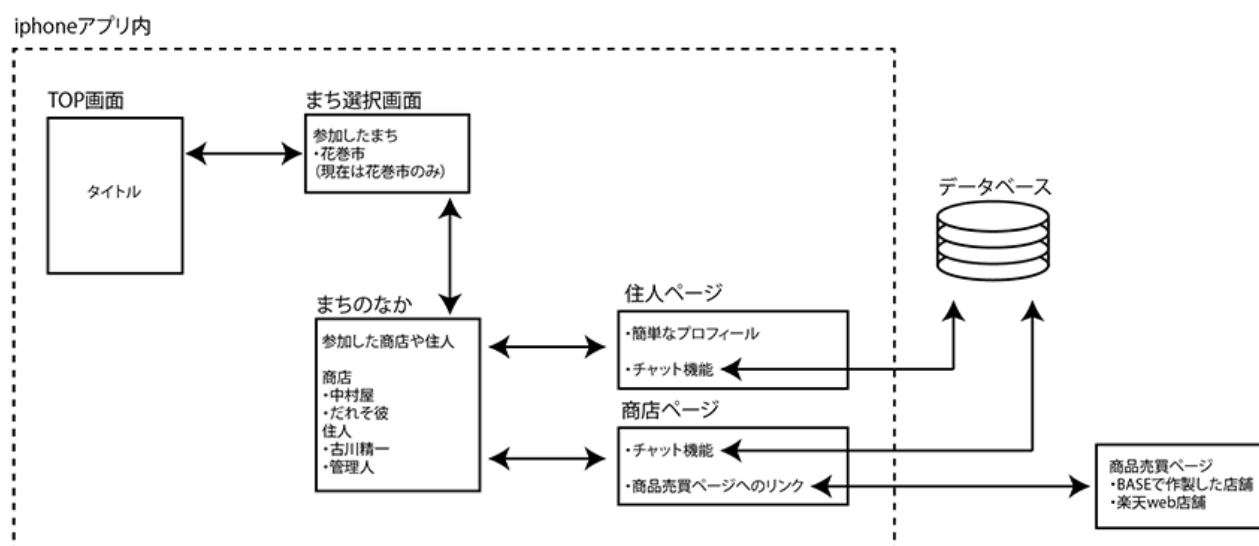 iphoneアプリ内
TOP画面
タイトル
まち選択画面
参加したまち
・花巻市
（現在は花巻市のみ）
まちのなか
参加した商店や住人
商店
・中村屋
・だれそ彼
住人
・古川精一
・管理人
住人ページ
・簡単なプロフィール
・チャット機能
商店ページ
・チャット機能
・商品売買ページへのリンク
データベース
商品売買ページ
・BASEで作製した店舗
・楽天web店舗